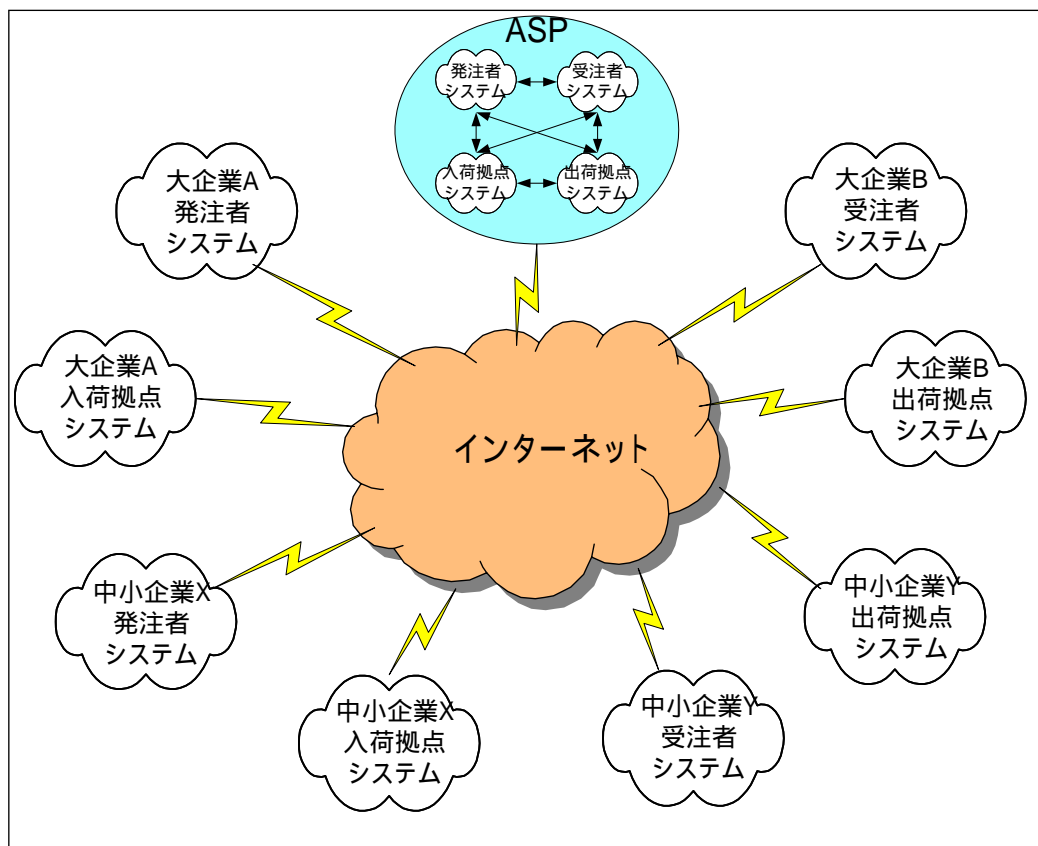 ASP
発注者
システム
受注者
システム
入荷拠点
システム
出荷拠点
システム
大企業A
発注者
システム
大企業B
受注者
システム
大企業A
入荷拠点
システム
大企業B
出荷拠点
システム
インターネット
中小企業X
発注者
システム
中小企業Y
出荷拠点
システム
中小企業X
入荷拠点
システム
中小企業Y
受注者
システム